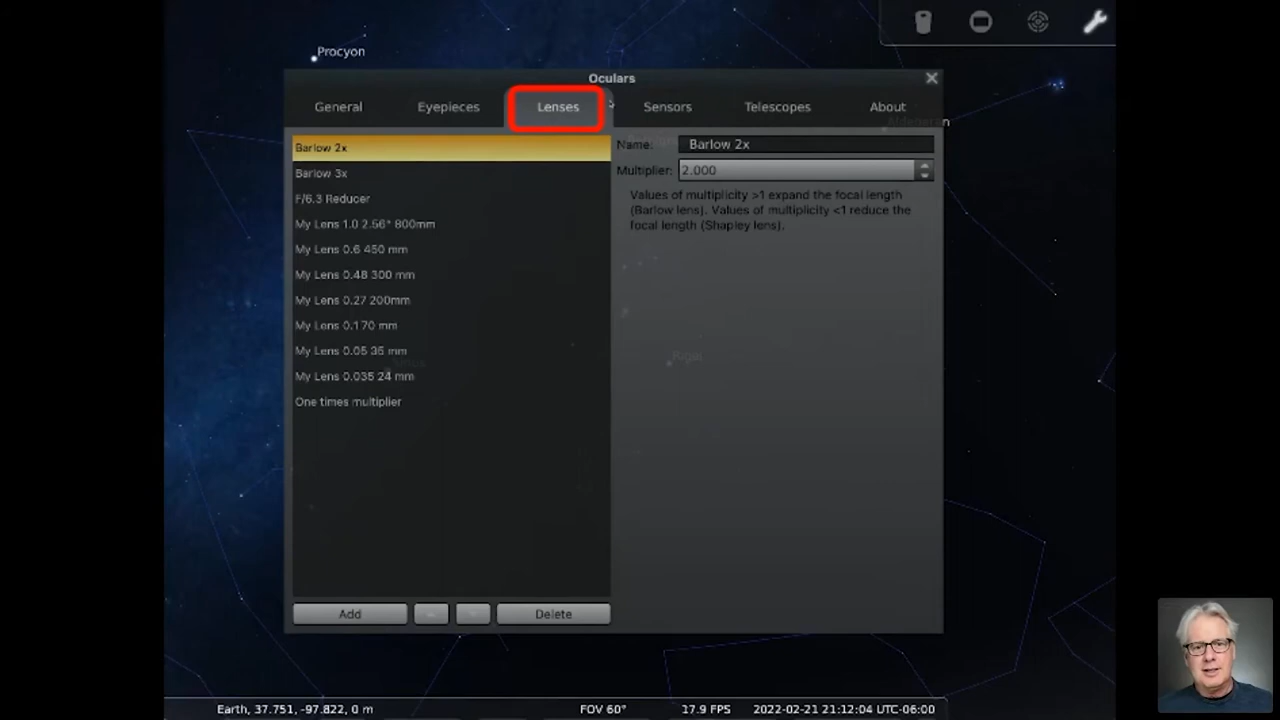 Procyon
Oculars
General
Eyepieces
Lenses
Sensors
Telescopes
About
Aldebaran
Barlow 2x
Barlow 3x
F/6.3 Reducer
My Lens 1.0 2.56° 800mm
My Lens 0.6 450 mm
My Lens 0.48 300 mm
My Lens 0.27 200mm
My Lens 0.170 mm
My Lens 0.05 35 mm
My Lens 0.035 24 mm
One times multiplier
Name: Barlow 2x
Multiplier: 2.000
Values of multiplicity >1 expand the focal length
(Barlow lens). Values of multiplicity <1 reduce the
focal length (Shapley lens).
Rigel
Add
Delete
Earth, 37.751, -97.822, 0 m
FOV 60°
17.9 FPS
2022-02-21 21:12:04 UTC-06:00